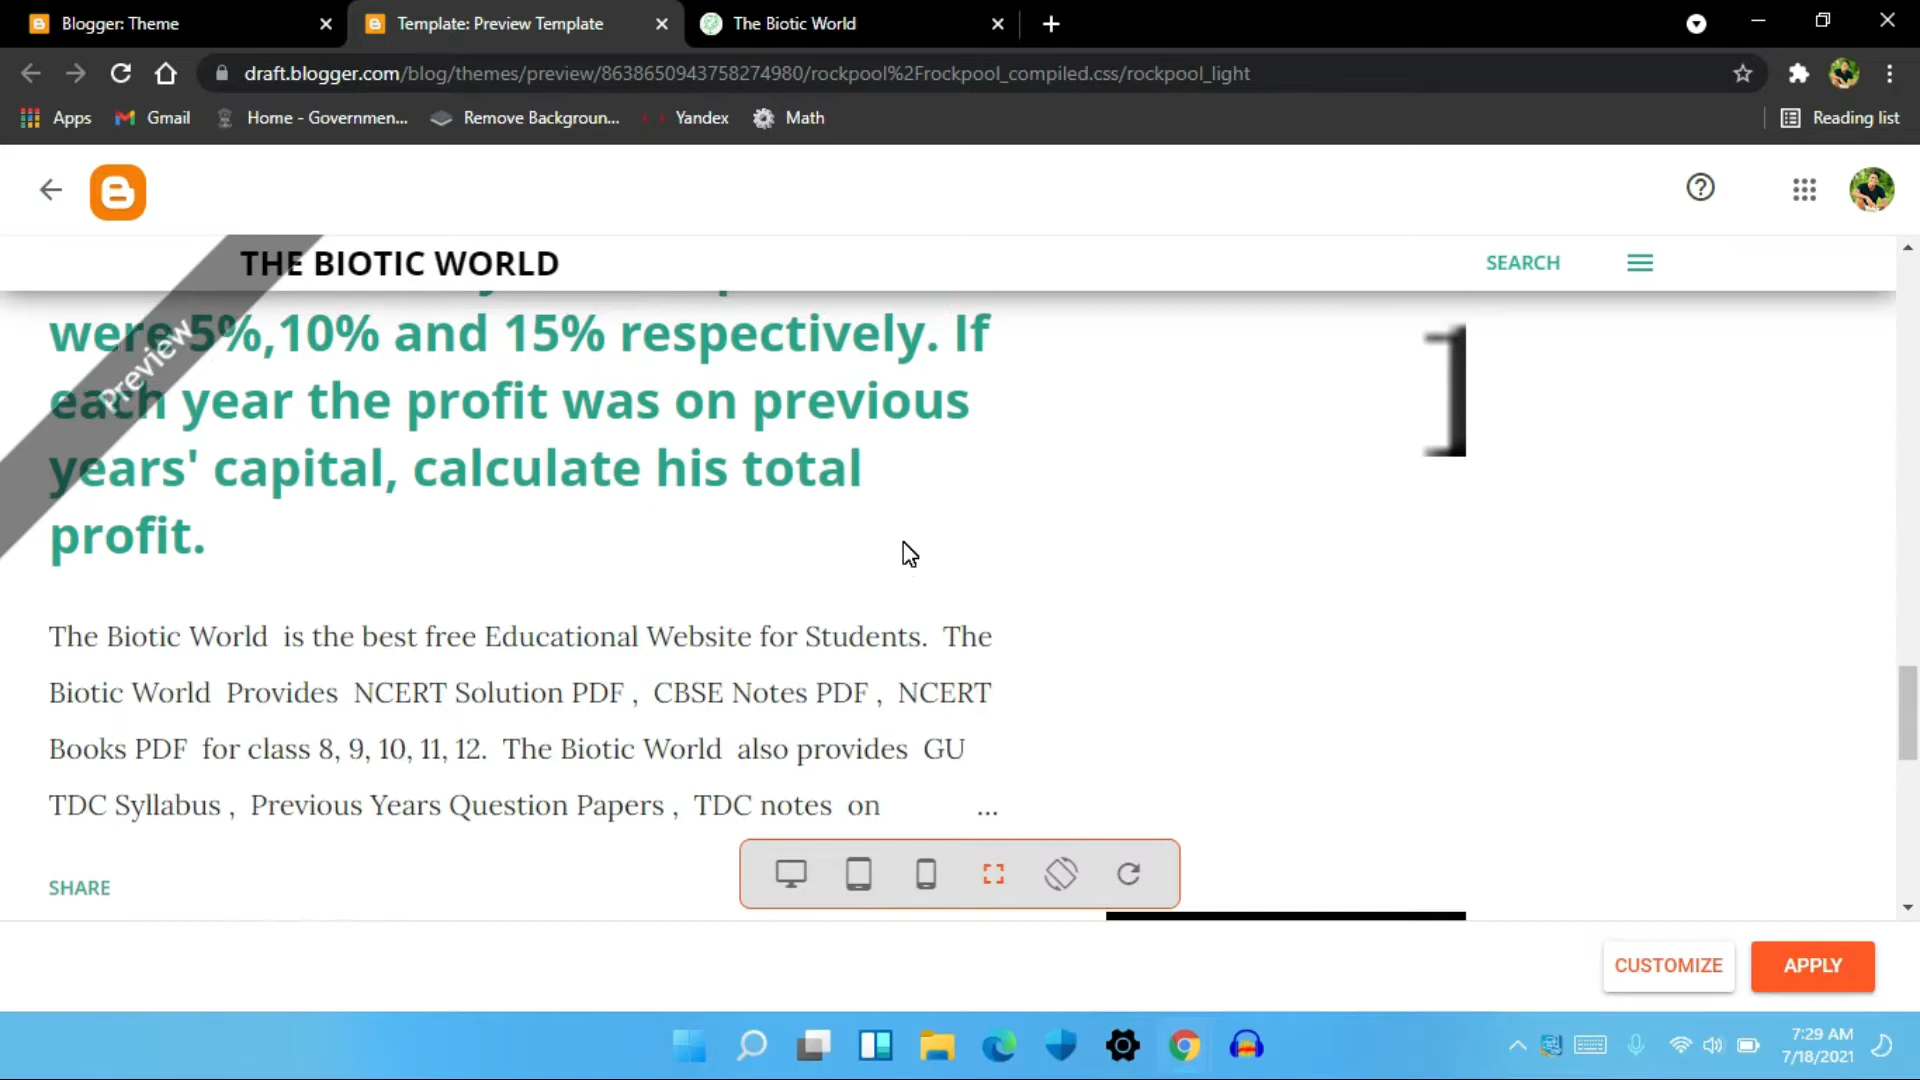 Blogger: Theme
Template: Preview Template
The Biotic World
draft.blogger.com/blog/themes/preview/8638650943758274980/rockpool%2Frockpool_compiled.css/rockpool_light
Apps
Gmail
Home - Governmen...
Remove Backgroun...
Yandex
Math
Reading list
THE BIOTIC WORLD
SEARCH
Preview
were 5%,10% and 15% respectively. If
each year the profit was on previous
years' capital, calculate his total
profit.
]
The Biotic World is the best free Educational Website for Students. The
Biotic World Provides NCERT Solution PDF , CBSE Notes PDF , NCERT
Books PDF for class 8, 9, 10, 11, 12. The Biotic World also provides GU
TDC Syllabus , Previous Years Question Papers , TDC notes on ...
SHARE
CUSTOMIZE
APPLY
7:29 AM
7/18/2021